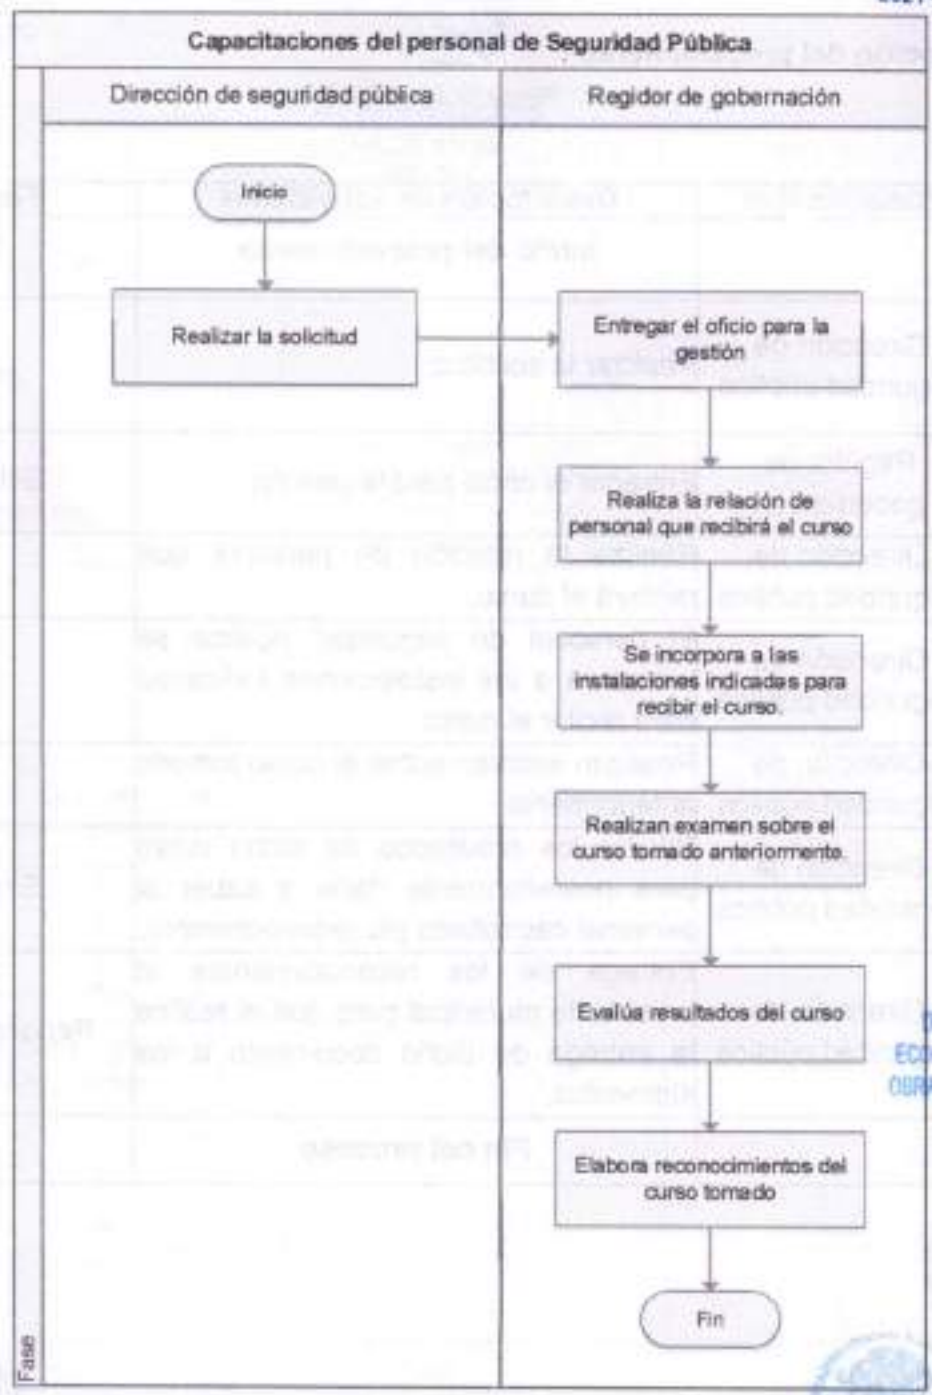 Capacitaciones del personal de Seguridad Pública
Dirección de seguridad pública
Regidor de gobernación
Inicio
Realizar la solicitud
Entregar el oficio para la
gestión
Realiza la relación de
personal que recibirá el curso
Se incorpora a las
instalaciones indicadas para
recibir el curso.
Realizan examen sobre el
curso tomado anteriormente.
Evalúa resultados del curso
Elabora reconocimientos del
curso tomado
Fin
Fase
ECO
OBRA